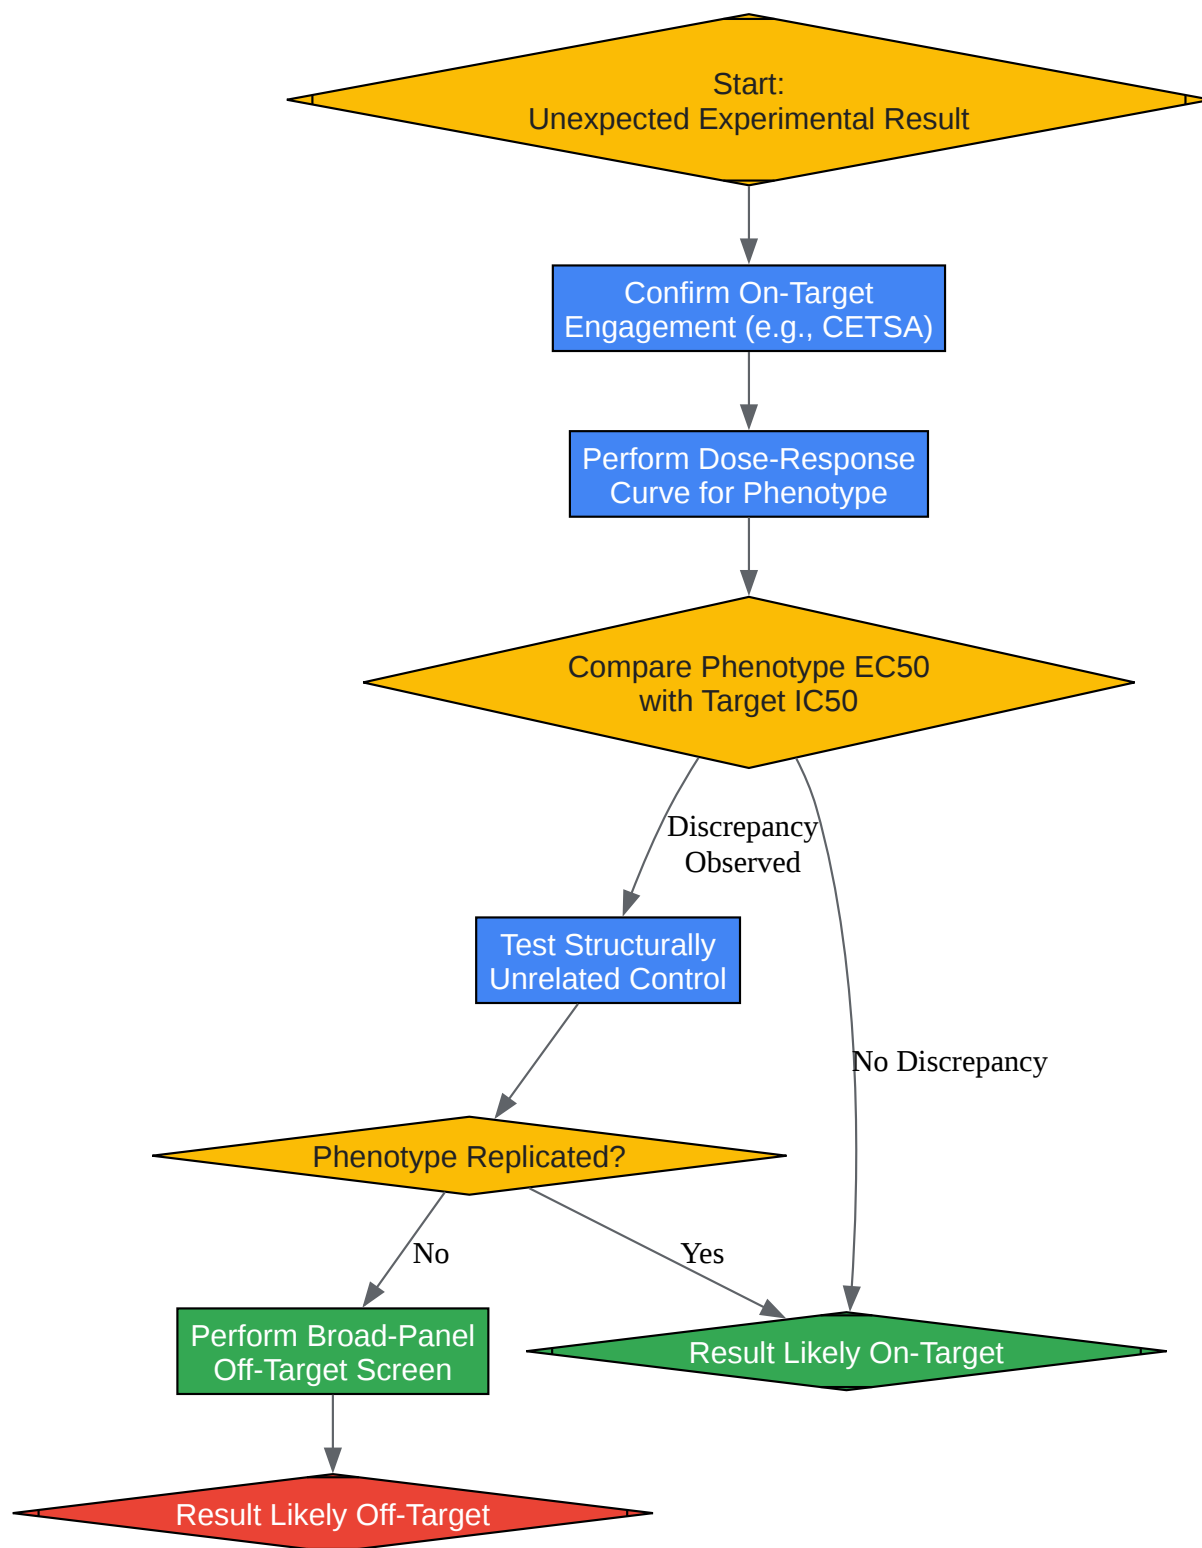 Start:
Unexpected Experimental Result
Confirm On-Target
Engagement (e.g., CETSA)
Perform Dose-Response
Curve for Phenotype
Compare Phenotype EC50
with Target IC50
Discrepancy
Observed
Test Structurally
Unrelated Control
No Discrepancy
Phenotype Replicated?
No
Yes
Perform Broad-Panel
Off-Target Screen
Result Likely On-Target
Result Likely Off-Target